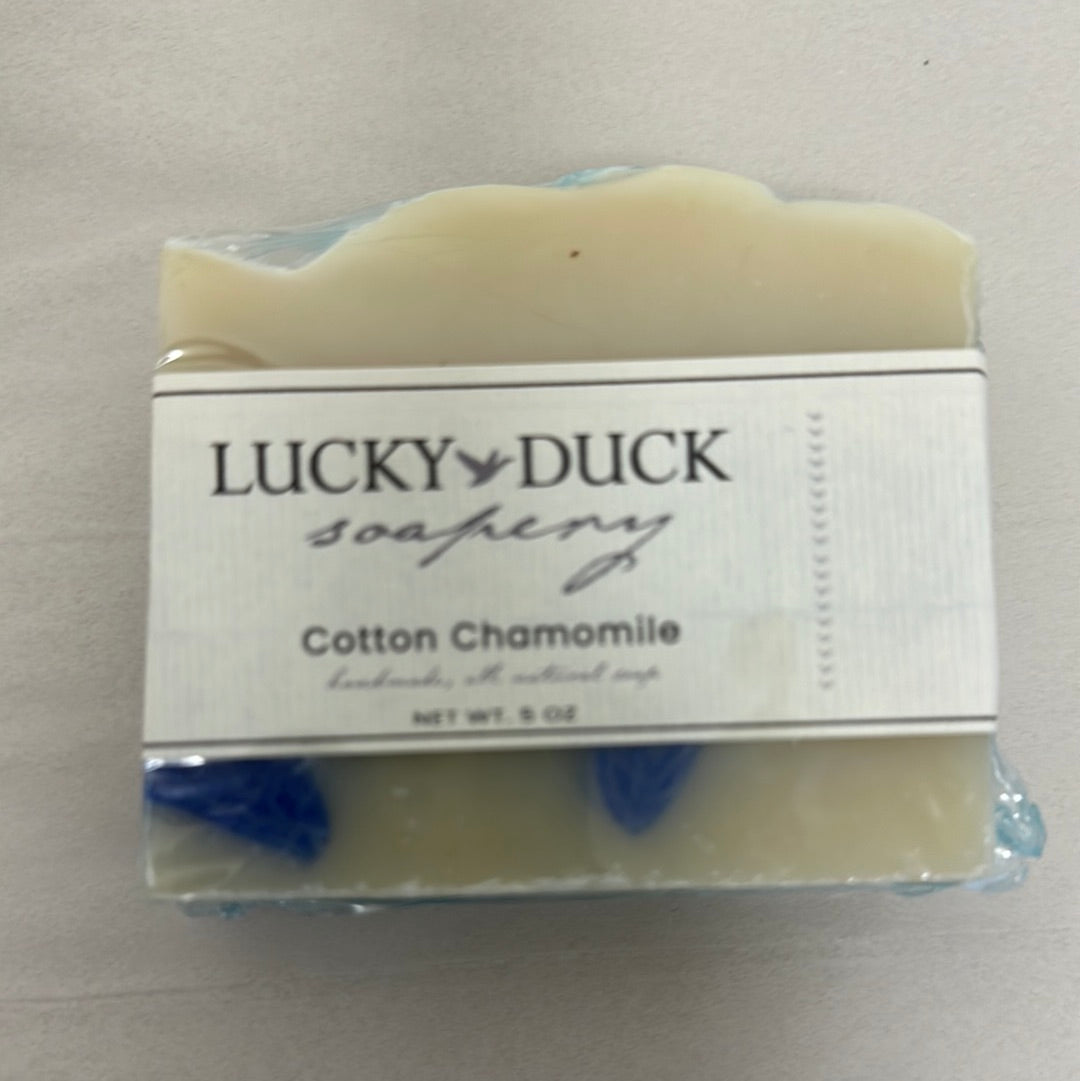 LUCKY DUCK
soapery
Cotton Chamomile
handmade, all natural soap
NET WT. 5 OZ